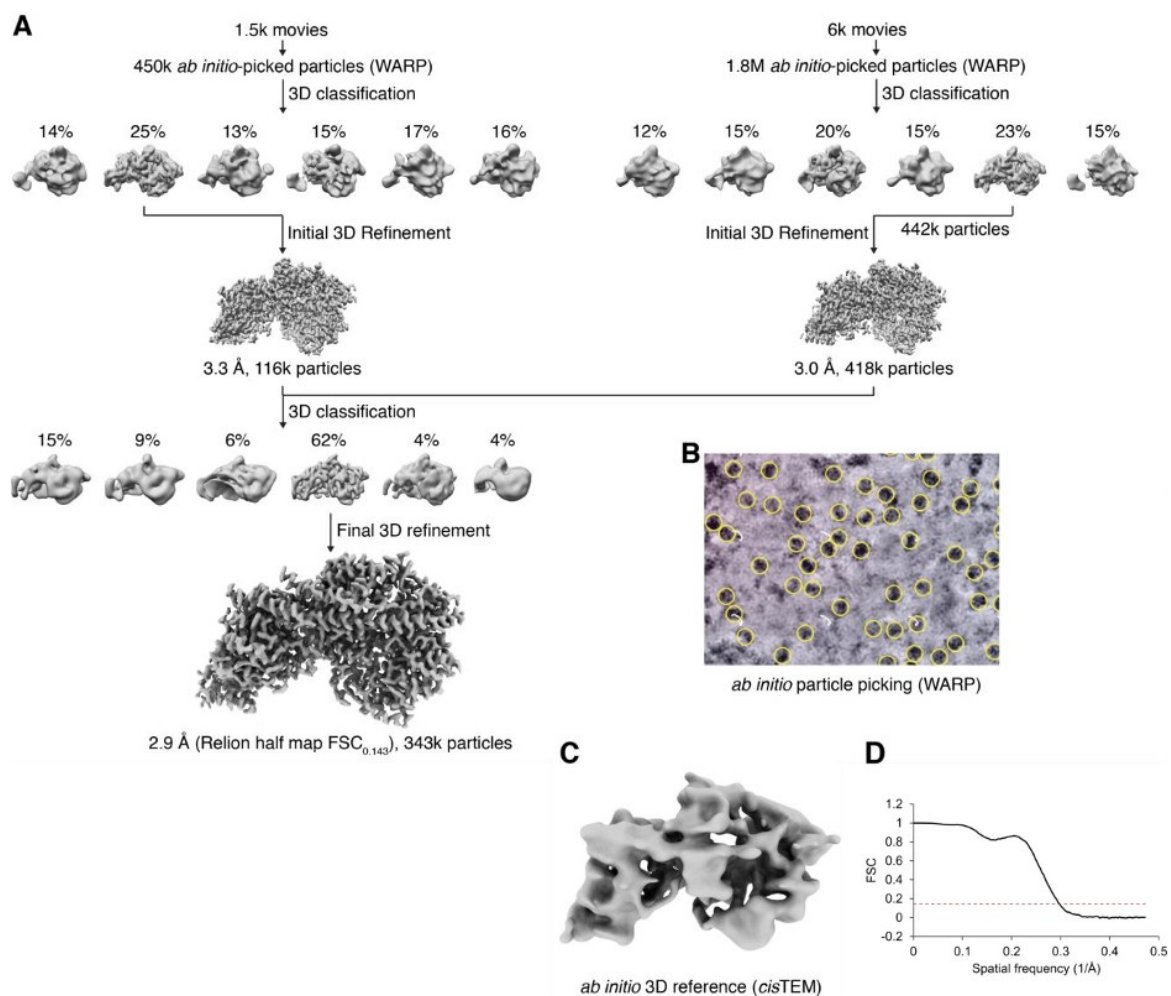 A
1.5k movies
450k ab initio-picked particles (WARP)
3D classification
14% 25% 13% 15% 17% 16%
Initial 3D Refinement
3.3 Å, 116k particles
6k movies
1.8M ab initio-picked particles (WARP)
3D classification
12% 15% 20% 15% 23% 15%
Initial 3D Refinement
442k particles
3.0 Å, 418k particles
3D classification
15% 9% 6% 62% 4% 4%
Final 3D refinement
2.9 Å (Relion half map FSC0.143), 343k particles
B
ab initio particle picking (WARP)
C
ab initio 3D reference (cisTEM)
D
FSC
1.2
1
0.8
0.6
0.4
0.2
0
-0.2
0 0.1 0.2 0.3 0.4 0.5
Spatial frequency (1/Å)